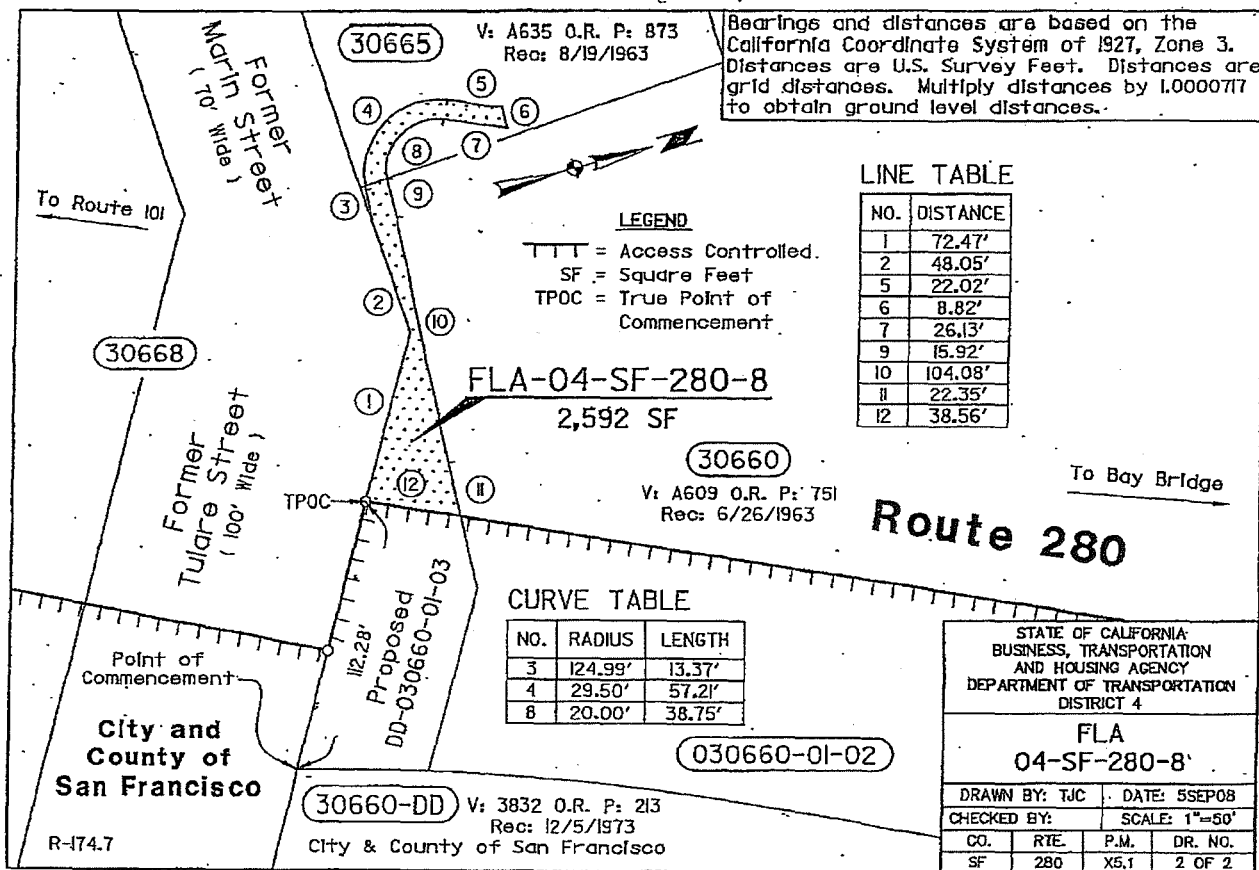 30665
V: A635 O.R. P: 873
Rec: 8/19/1963
Bearings and distances are based on the
California Coordinate System of 1927, Zone 3.
Distances are U.S. Survey Feet. Distances are
grid distances. Multiply distances by 1.0000717
to obtain ground level distances.
Former
Marin Street
( 70' Wide )
To Route 101
5
4
6
7
8
3
9
2
10
1
12
11
LEGEND
= Access Controlled.
SF = Square Feet
TPOC = True Point of
Commencement
LINE TABLE
NO. DISTANCE
1 72.47'
2 48.05'
5 22.02'
6 8.82'
7 26.13'
9 15.92'
10 104.08'
11 22.35'
12 38.56'
30668
FLA-04-SF-280-8
2,592 SF
Former
Tulare Street
( 100' Wide )
TPOC
30660
V: A609 O.R. P: 751
Rec: 6/26/1963
To Bay Bridge
Route 280
112.28'
Proposed
DD-030660-01-03
CURVE TABLE
NO. RADIUS LENGTH
3 124.99' 13.37'
4 29.50' 57.21'
8 20.00' 38.75'
Point of
Commencement
City and
County of
San Francisco
R-174.7
030660-01-02
30660-DD
V: 3832 O.R. P: 213
Rec: 12/5/1973
City & County of San Francisco
STATE OF CALIFORNIA
BUSINESS, TRANSPORTATION
AND HOUSING AGENCY
DEPARTMENT OF TRANSPORTATION
DISTRICT 4
FLA
04-SF-280-8
DRAWN BY: TJC DATE: 5SEP08
CHECKED BY: SCALE: 1"=50'
CO. RTE. P.M. DR. NO.
SF 280 X5.1 2 OF 2